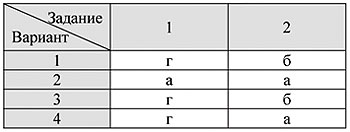 Задание
Вариант 1 2
1 г б
2 а а
3 г б
4 г а